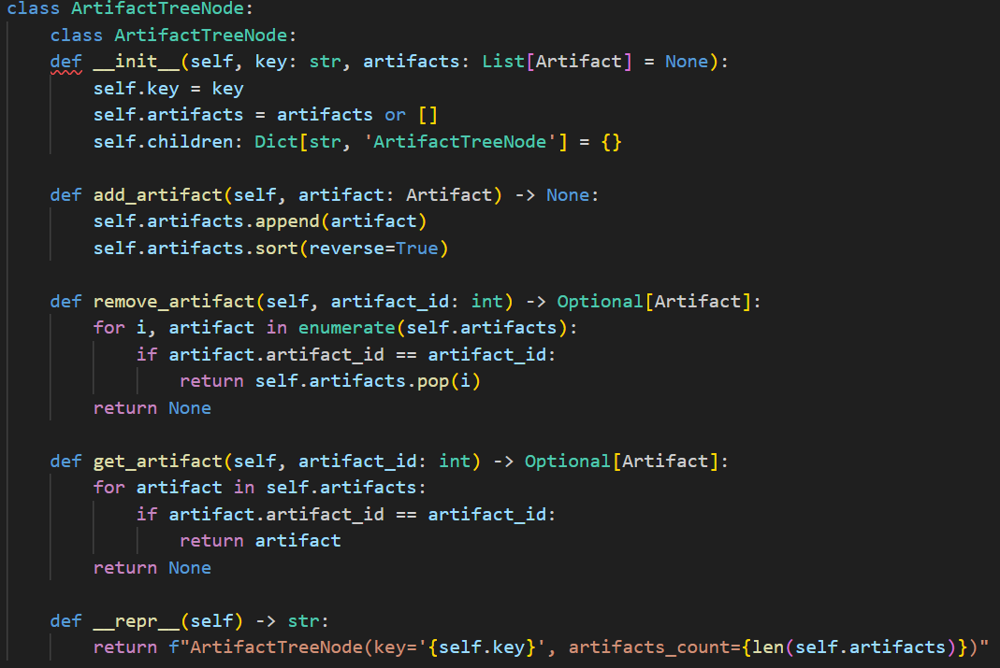 class ArtifactTreeNode:
    class ArtifactTreeNode:
    def __init__(self, key: str, artifacts: List[Artifact] = None):
        self.key = key
        self.artifacts = artifacts or []
        self.children: Dict[str, 'ArtifactTreeNode'] = {}

    def add_artifact(self, artifact: Artifact) -> None:
        self.artifacts.append(artifact)
        self.artifacts.sort(reverse=True)

    def remove_artifact(self, artifact_id: int) -> Optional[Artifact]:
        for i, artifact in enumerate(self.artifacts):
            if artifact.artifact_id == artifact_id:
                return self.artifacts.pop(i)
        return None

    def get_artifact(self, artifact_id: int) -> Optional[Artifact]:
        for artifact in self.artifacts:
            if artifact.artifact_id == artifact_id:
                return artifact
        return None

    def __repr__(self) -> str:
        return f"ArtifactTreeNode(key='{self.key}', artifacts_count={len(self.artifacts)})"